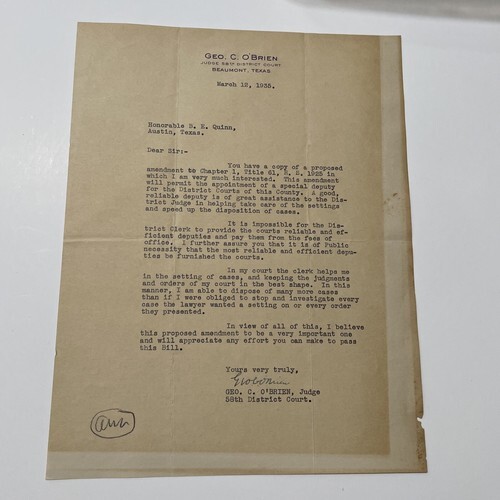 GEO. C. O'BRIEN
JUDGE 58TH DISTRICT COURT
BEAUMONT, TEXAS
March 12, 1935.
Honorable B. E. Quinn,
Austin, Texas.
Dear Sir:-
You have a copy of a proposed
amendment to Chapter 1, Title 61, R. S. 1925 in
which I am very much interested. This amendment
will permit the appointment of a special deputy
for the District Courts of this County. A good,
reliable deputy is of great assistance to the Dis-
trict Judge in helping take care of the settings
and speed up the disposition of cases.
It is impossible for the Dis-
trict Clerk to provide the courts reliable and ef-
ficient deputies and pay them from the fees of
office. I further assure you that it is of Public
necessity that the most reliable and efficient depu-
ties be furnished the courts.
In my court the clerk helps me
in the setting of cases, and keeping the judgments
and orders of my court in the best shape. In this
manner, I am able to dispose of many more cases
than if I were obliged to stop and investigate every
case the lawyer wanted a setting on or every order
they presented.
In view of all of this, I believe
this proposed amendment to be a very important one
and will appreciate any effort you can make to pass
this Bill.
Yours very truly,
Geo C O'Brien
GEO. C. O'BRIEN, Judge
58th District Court.